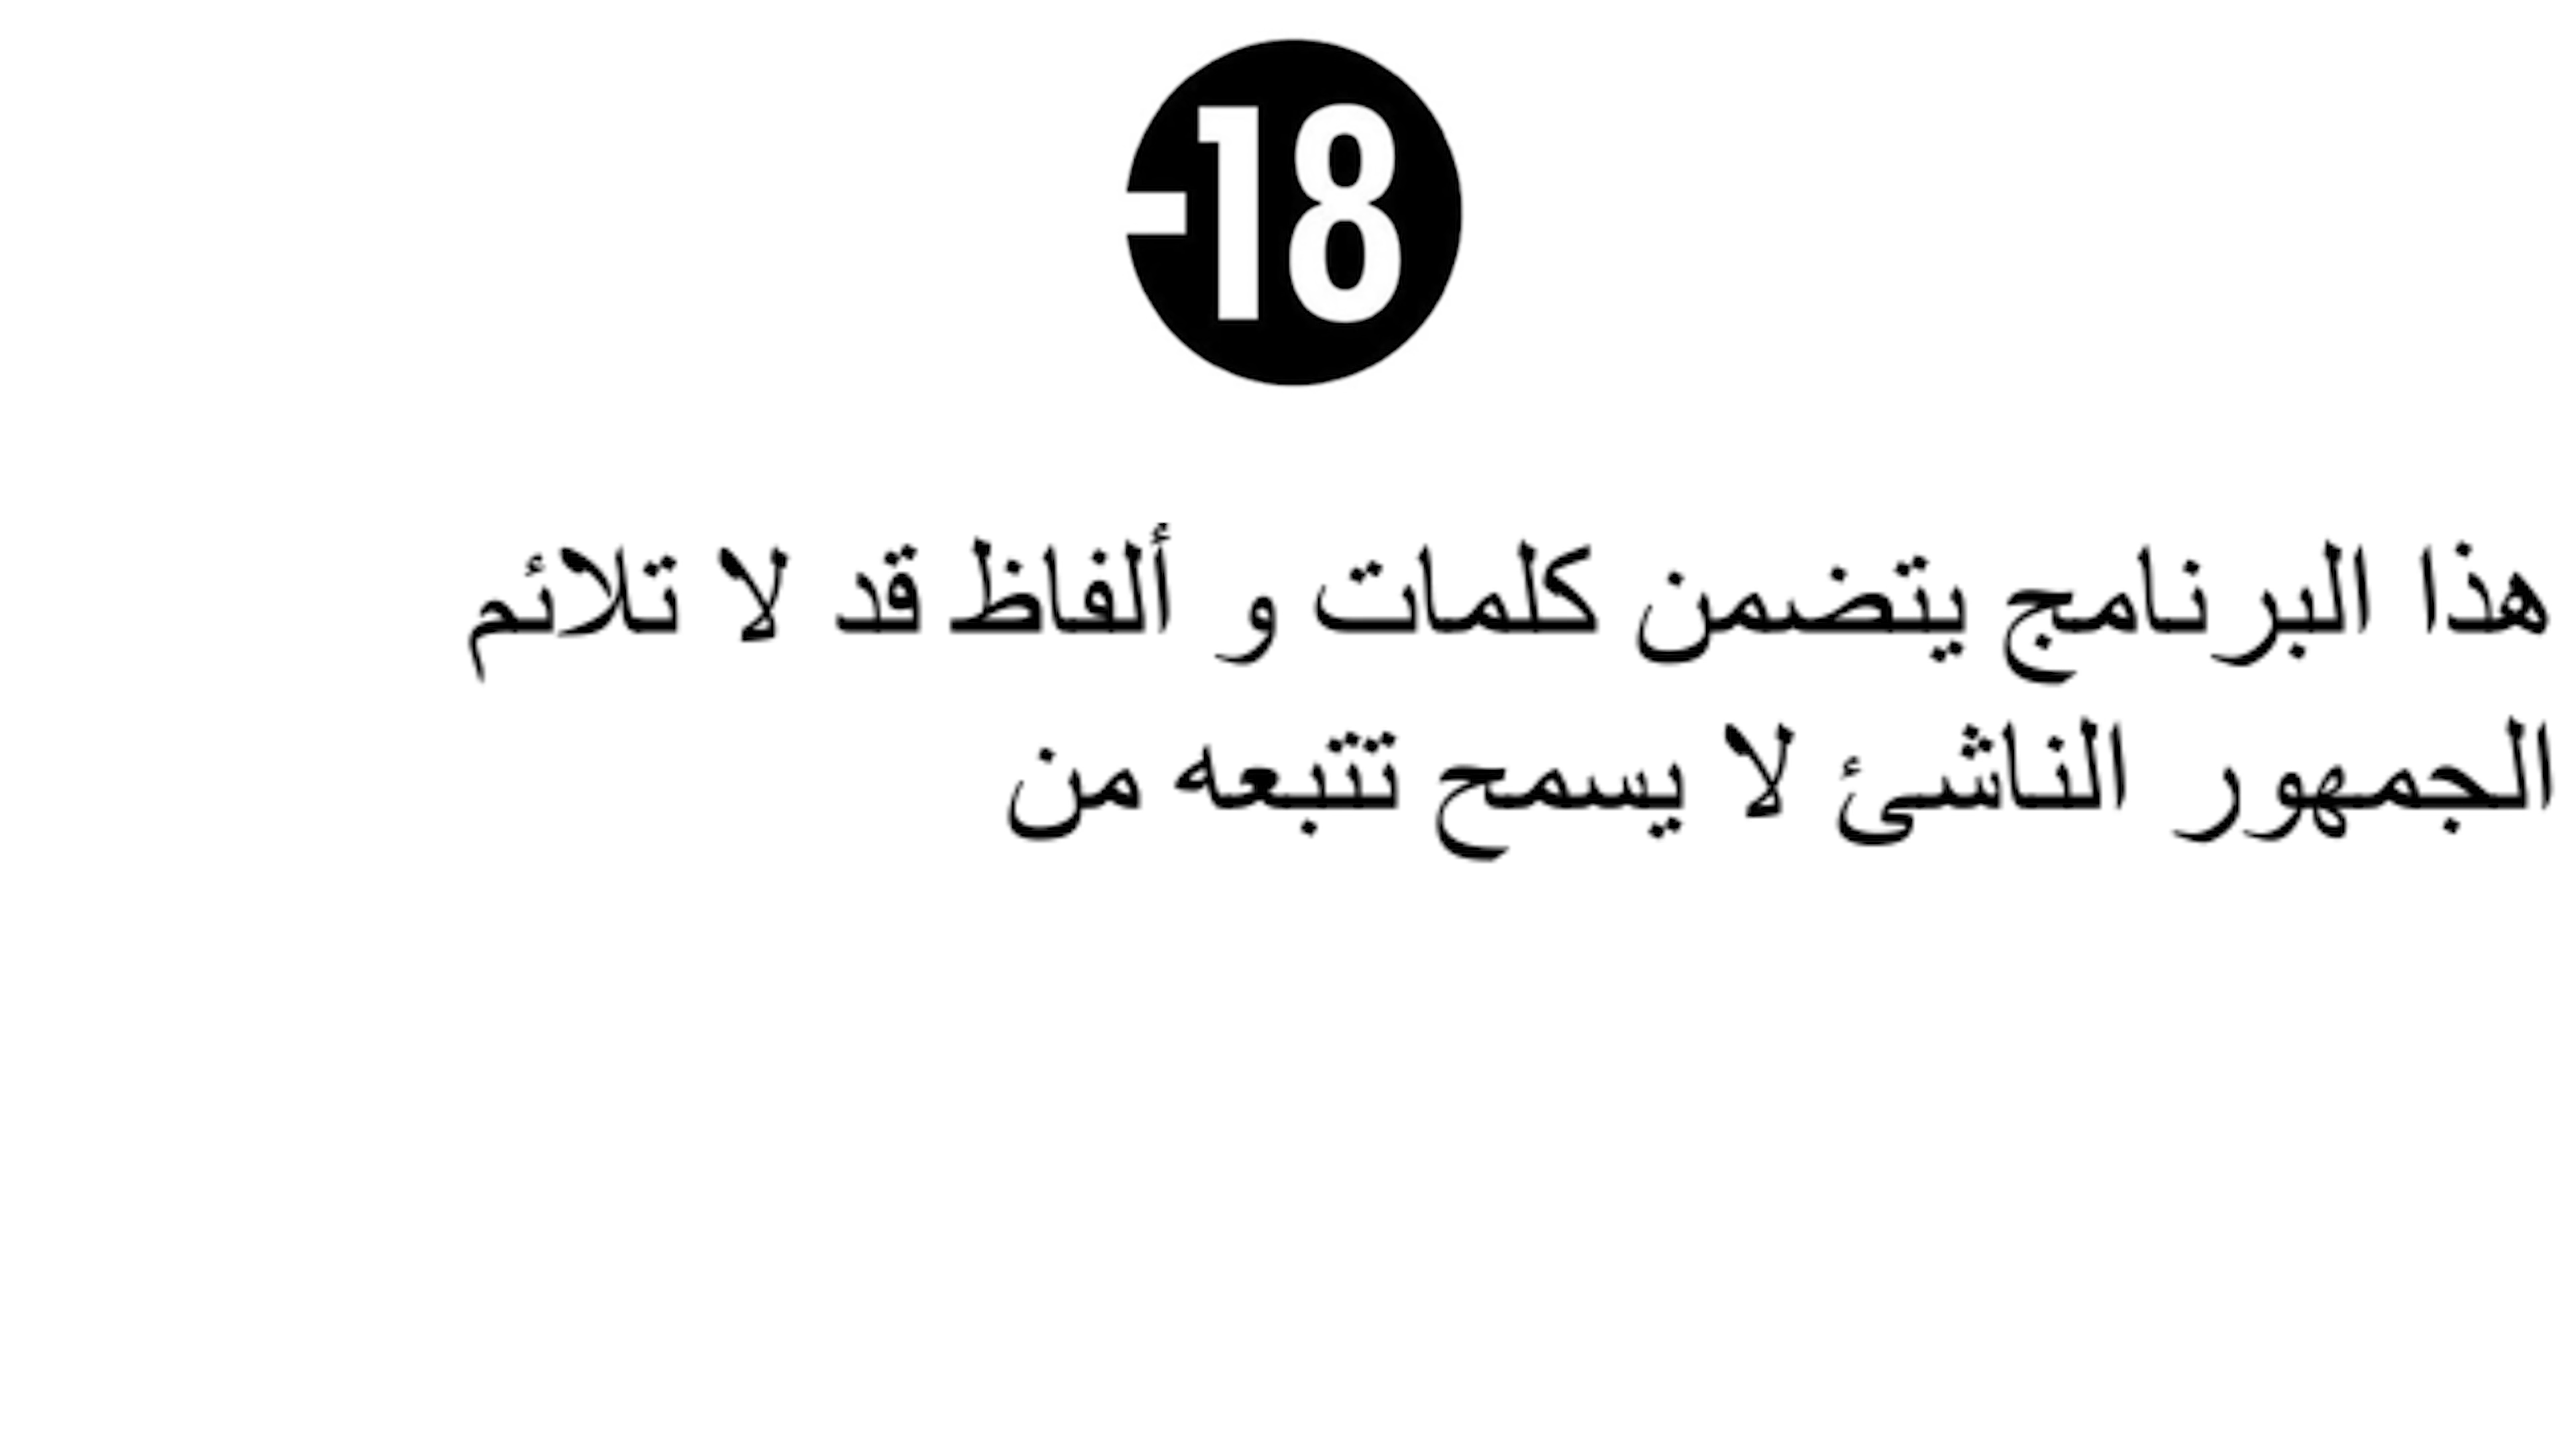 -18
هذا البرنامج يتضمن كلمات و ألفاظ قد لا تلائم
الجمهور الناشئ لا يسمح تتبعه من